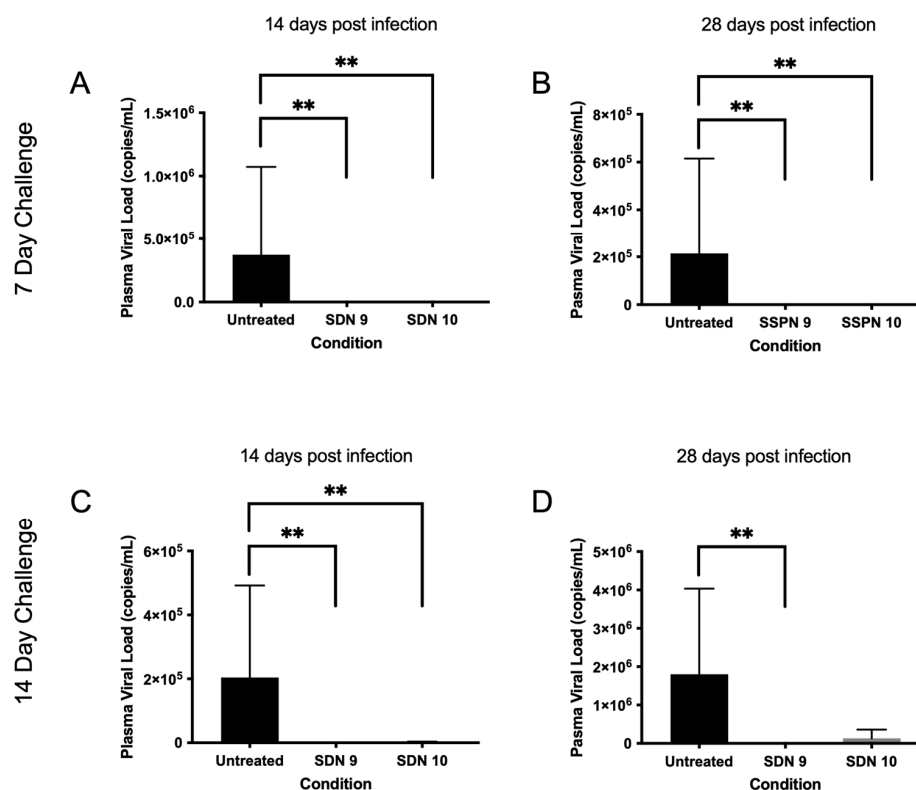 14 days post infection
28 days post infection
7 Day Challenge
A
**
**
Plasma Viral Load (copies/mL)
1.5×10⁶
1.0×10⁶
5.0×10⁵
0.0
Untreated SDN 9 SDN 10
Condition
B
**
**
Pasma Viral Load (copies/mL)
8×10⁵
6×10⁵
4×10⁵
2×10⁵
0
Untreated SSPN 9 SSPN 10
Condition
14 days post infection
28 days post infection
14 Day Challenge
C
**
**
Plasma Viral Load (copies/mL)
6×10⁵
4×10⁵
2×10⁵
0
Untreated SDN 9 SDN 10
Condition
D
**
Pasma Viral Load (copies/mL)
5×10⁶
4×10⁶
3×10⁶
2×10⁶
1×10⁶
0
Untreated SDN 9 SDN 10
Condition